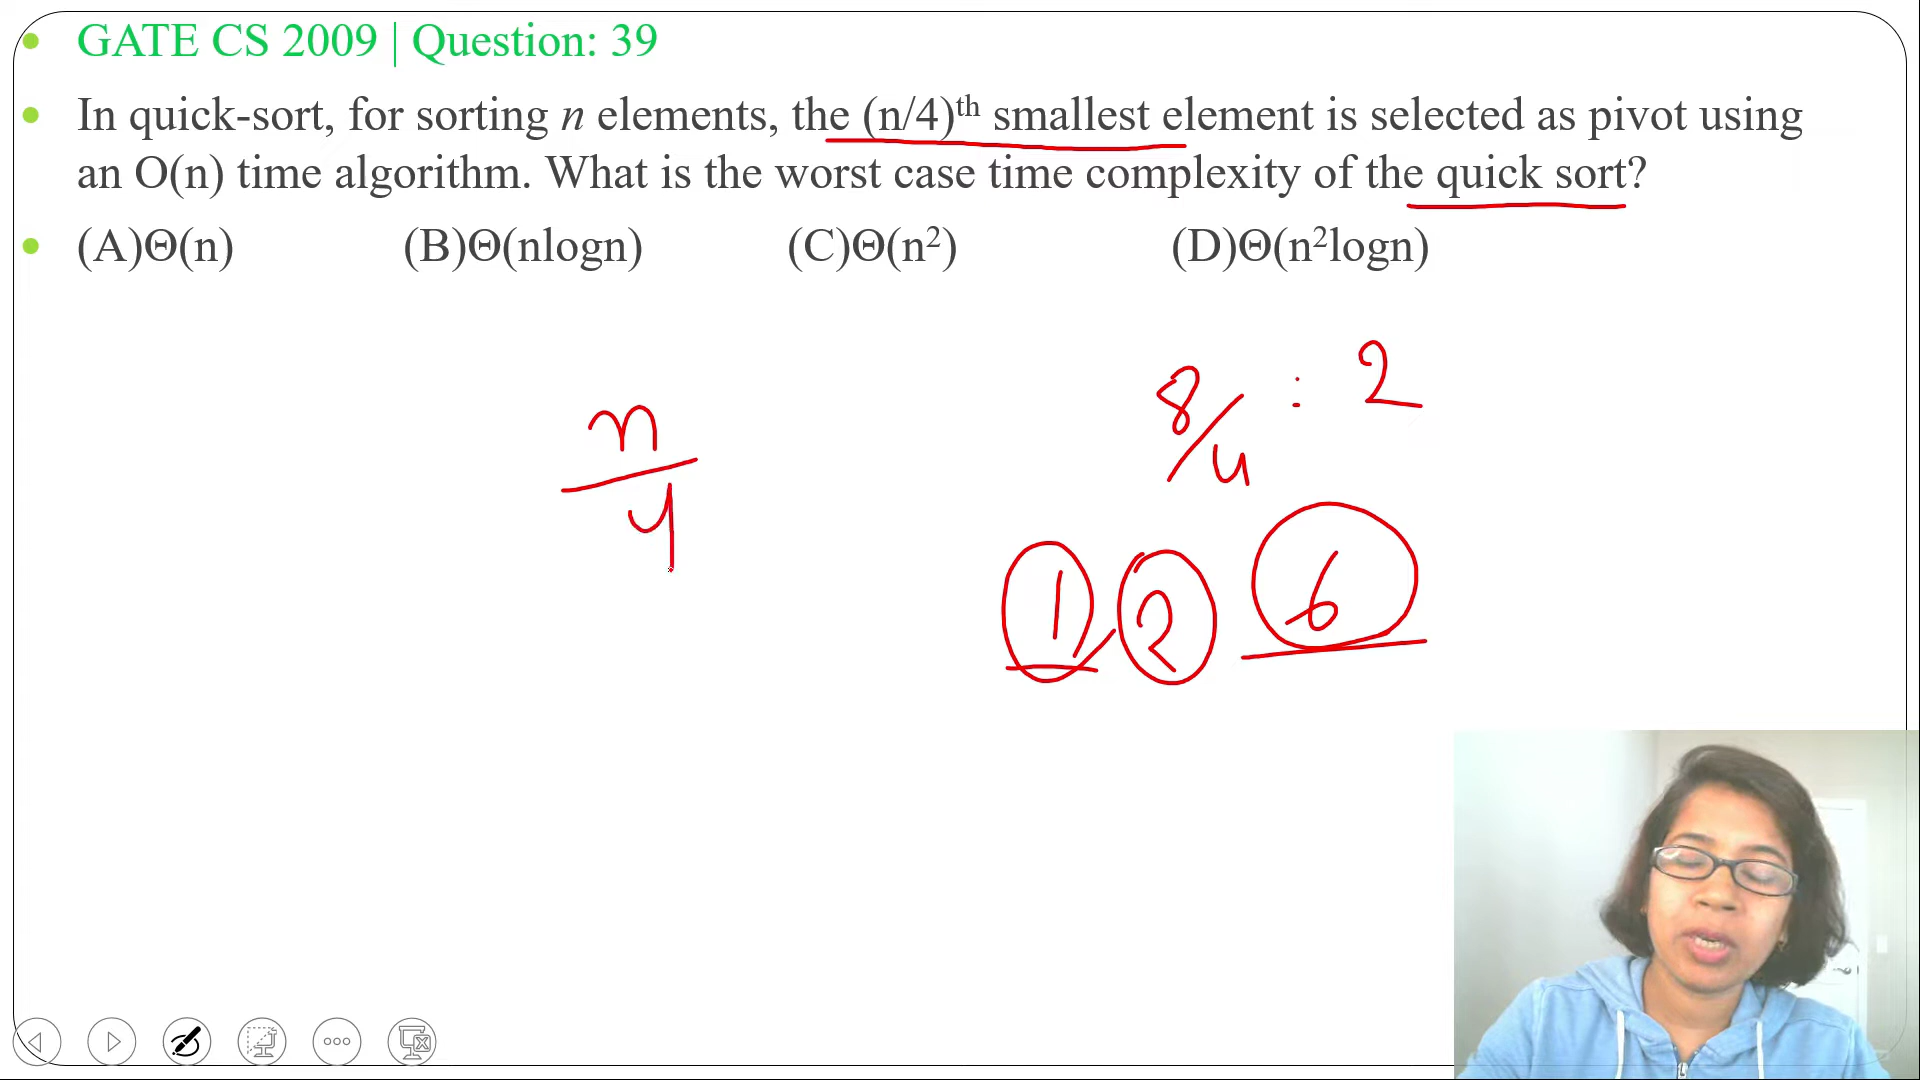 GATE CS 2009 | Question: 39
In quick-sort, for sorting n elements, the (n/4)th smallest element is selected as pivot using
an O(n) time algorithm. What is the worst case time complexity of the quick sort?
(A)Θ(n) (B)Θ(nlogn) (C)Θ(n²) (D)Θ(n²logn)
n/4
8/4 : 2
1, 2 6